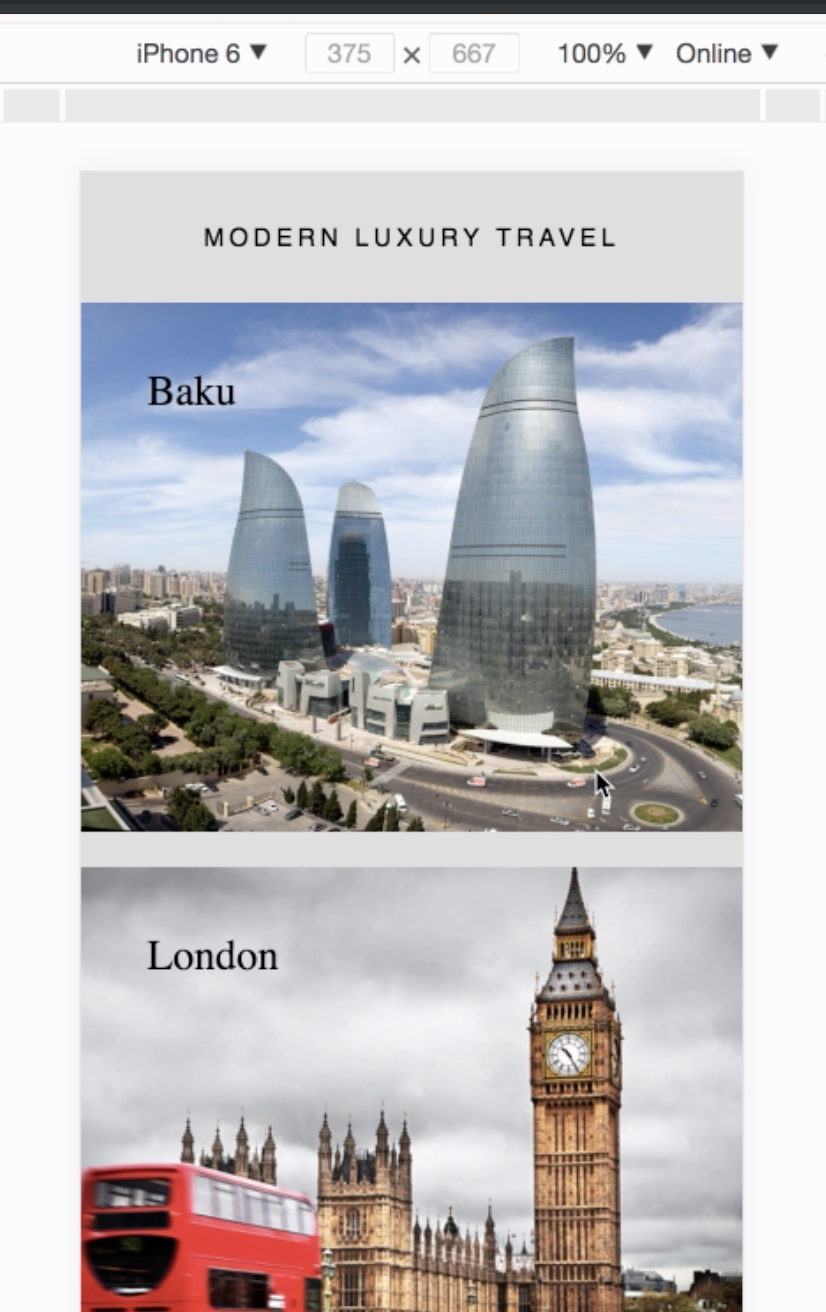 iPhone 6 ▼ 375 × 667 100% ▼ Online ▼
MODERN LUXURY TRAVEL
Baku
London